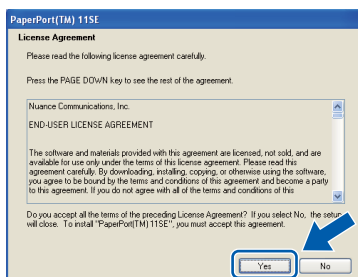 PaperPort(TM) 11SE
License Agreement
Please read the following license agreement carefully.
Press the PAGE DOWN key to see the rest of the agreement.
Nuance Communications, Inc.
END-USER LICENSE AGREEMENT
The software and materials provided with this agreement are licensed, not sold, and are
available for use only under the terms of this license agreement. Please read this
agreement carefully. By downloading, installing, copying, or otherwise using the software,
you agree to be bound by the terms and conditions of this agreement and become a party
to this agreement. If you do not agree with all of the terms and conditions of this
Do you accept all the terms of the preceding License Agreement? If you select No, the setup
will close. To install "PaperPort(TM) 11SE", you must accept this agreement.
Yes
No